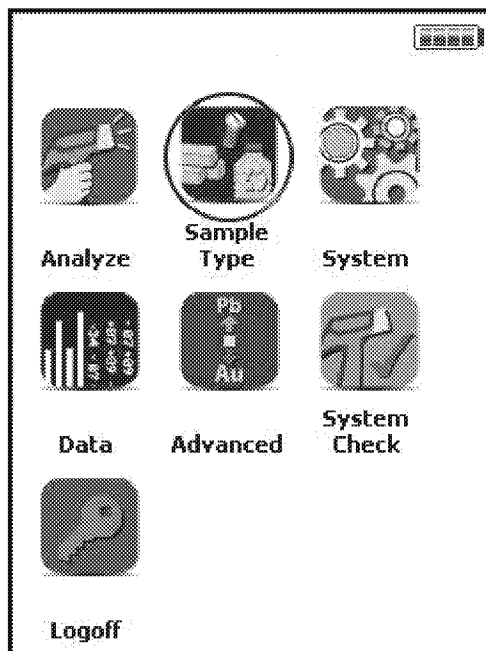 Analyze
Sample
Type
System
Data
Pb
Au
Advanced
System
Check
Logoff